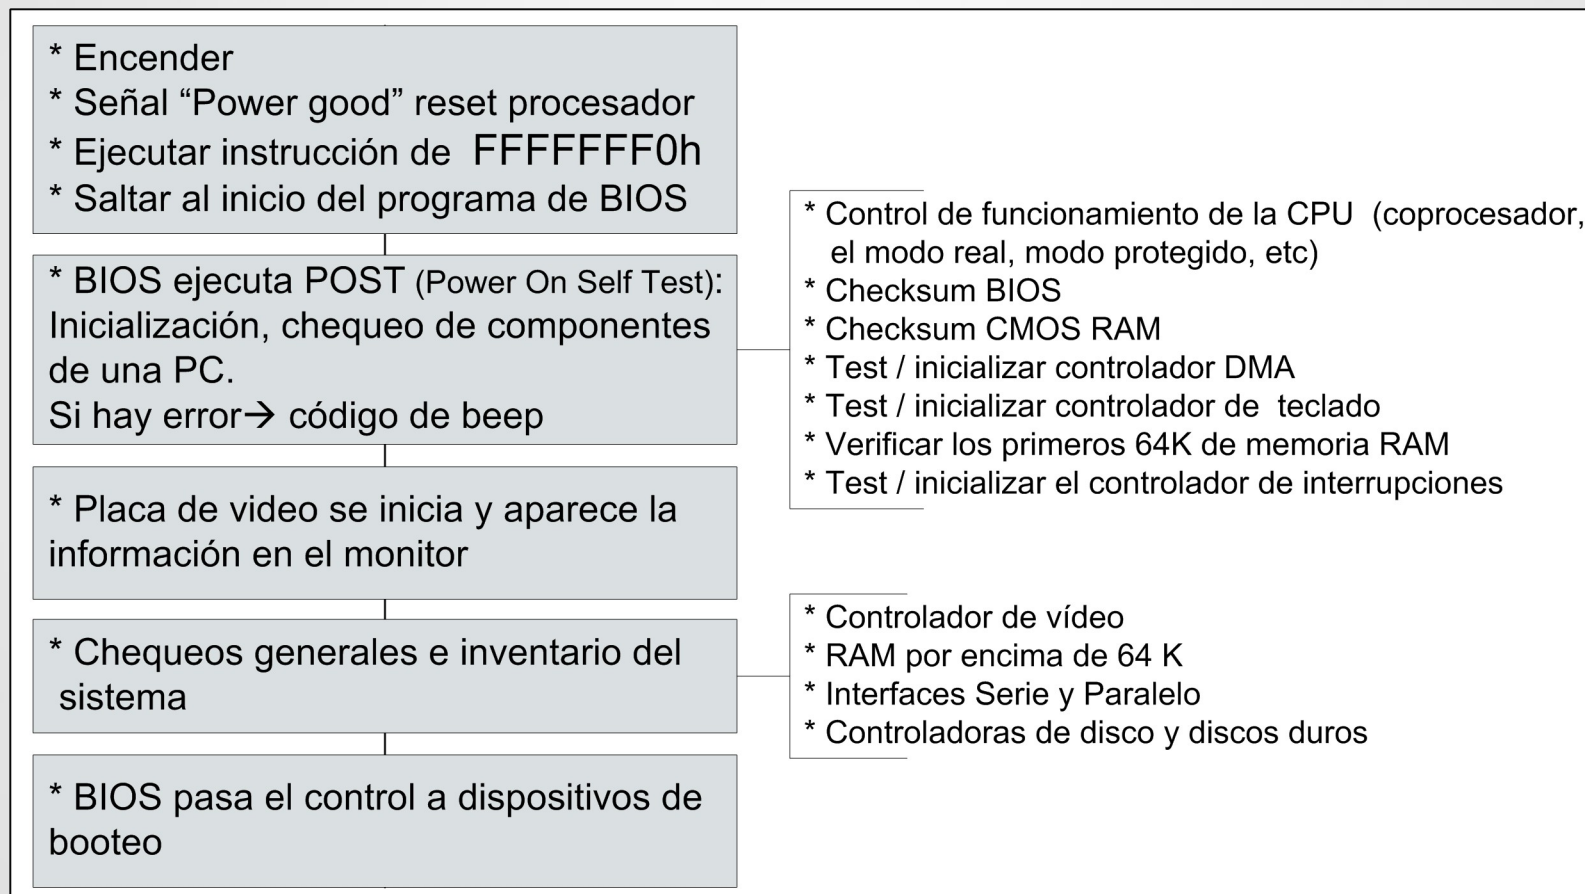 * Encender
* Señal “Power good” reset procesador
* Ejecutar instrucción de FFFFFFF0h
* Saltar al inicio del programa de BIOS
* BIOS ejecuta POST (Power On Self Test):
Inicialización, chequeo de componentes
de una PC.
Si hay error→ código de beep
* Control de funcionamiento de la CPU (coprocesador,
el modo real, modo protegido, etc)
* Checksum BIOS
* Checksum CMOS RAM
* Test / inicializar controlador DMA
* Test / inicializar controlador de teclado
* Verificar los primeros 64K de memoria RAM
* Test / inicializar el controlador de interrupciones
* Placa de video se inicia y aparece la
información en el monitor
* Chequeos generales e inventario del
sistema
* Controlador de vídeo
* RAM por encima de 64 K
* Interfaces Serie y Paralelo
* Controladoras de disco y discos duros
* BIOS pasa el control a dispositivos de
booteo